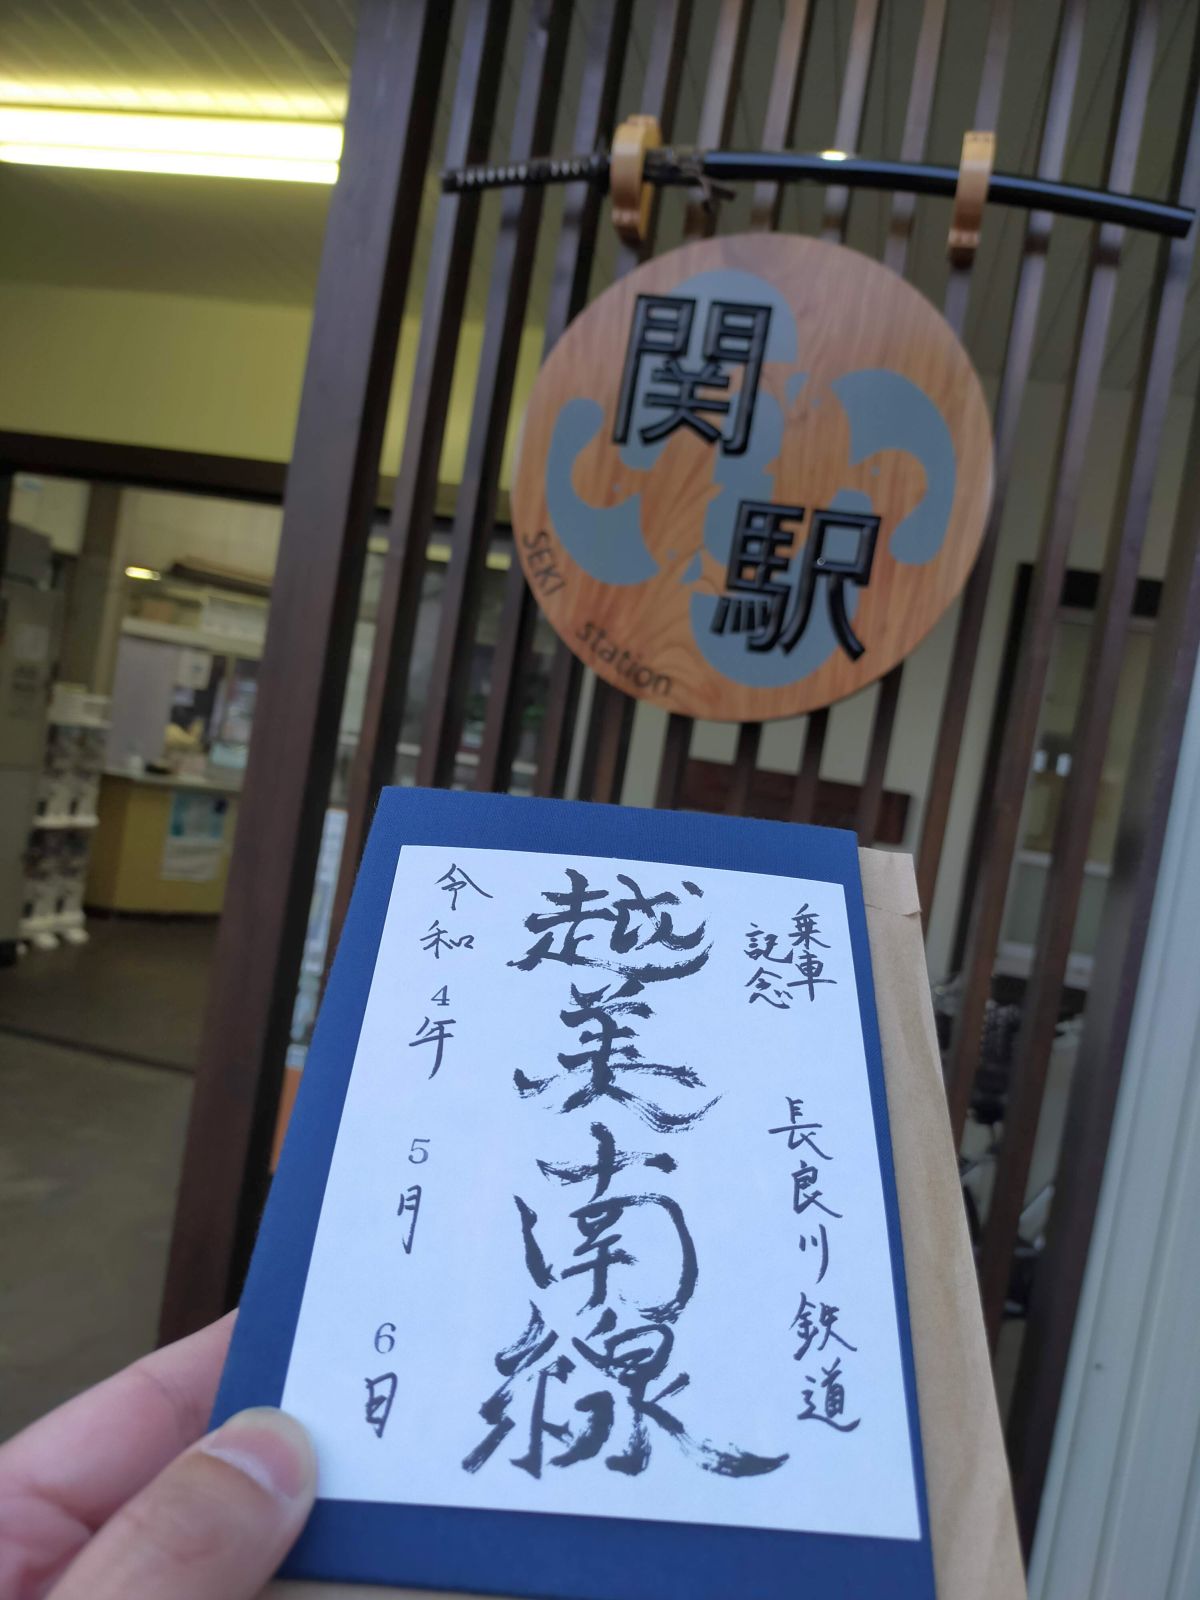 関
駅
SEKI
station
乗車
記念
長良川鉄道
越美南線
令和4年5月6日